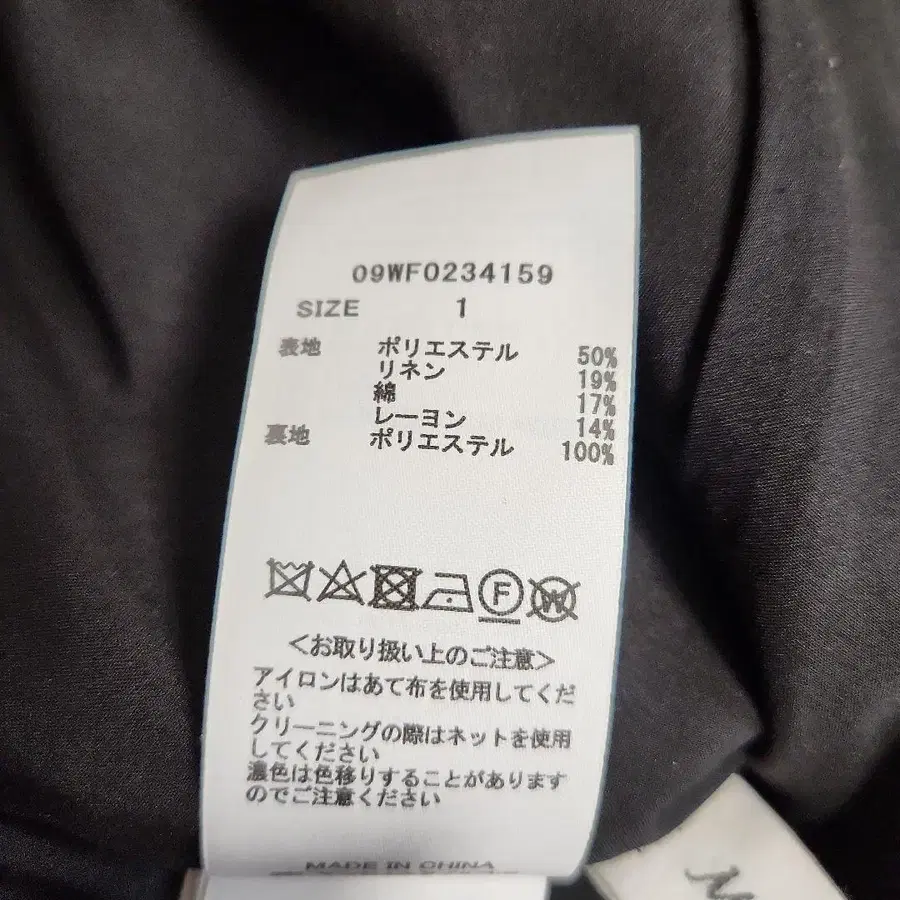 09WF0234159
SIZE 1
表地 ポリエステル 50%
リネン 19%
綿 17%
レーヨン 14%
裏地 ポリエステル 100%
F
W
<お取り扱い上のご注意>
アイロンはあて布を使用してくだ
さい
クリーニングの際はネットを使用
してください
濃色は色移りすることがあります
のでご注意ください
MADE IN CHINA